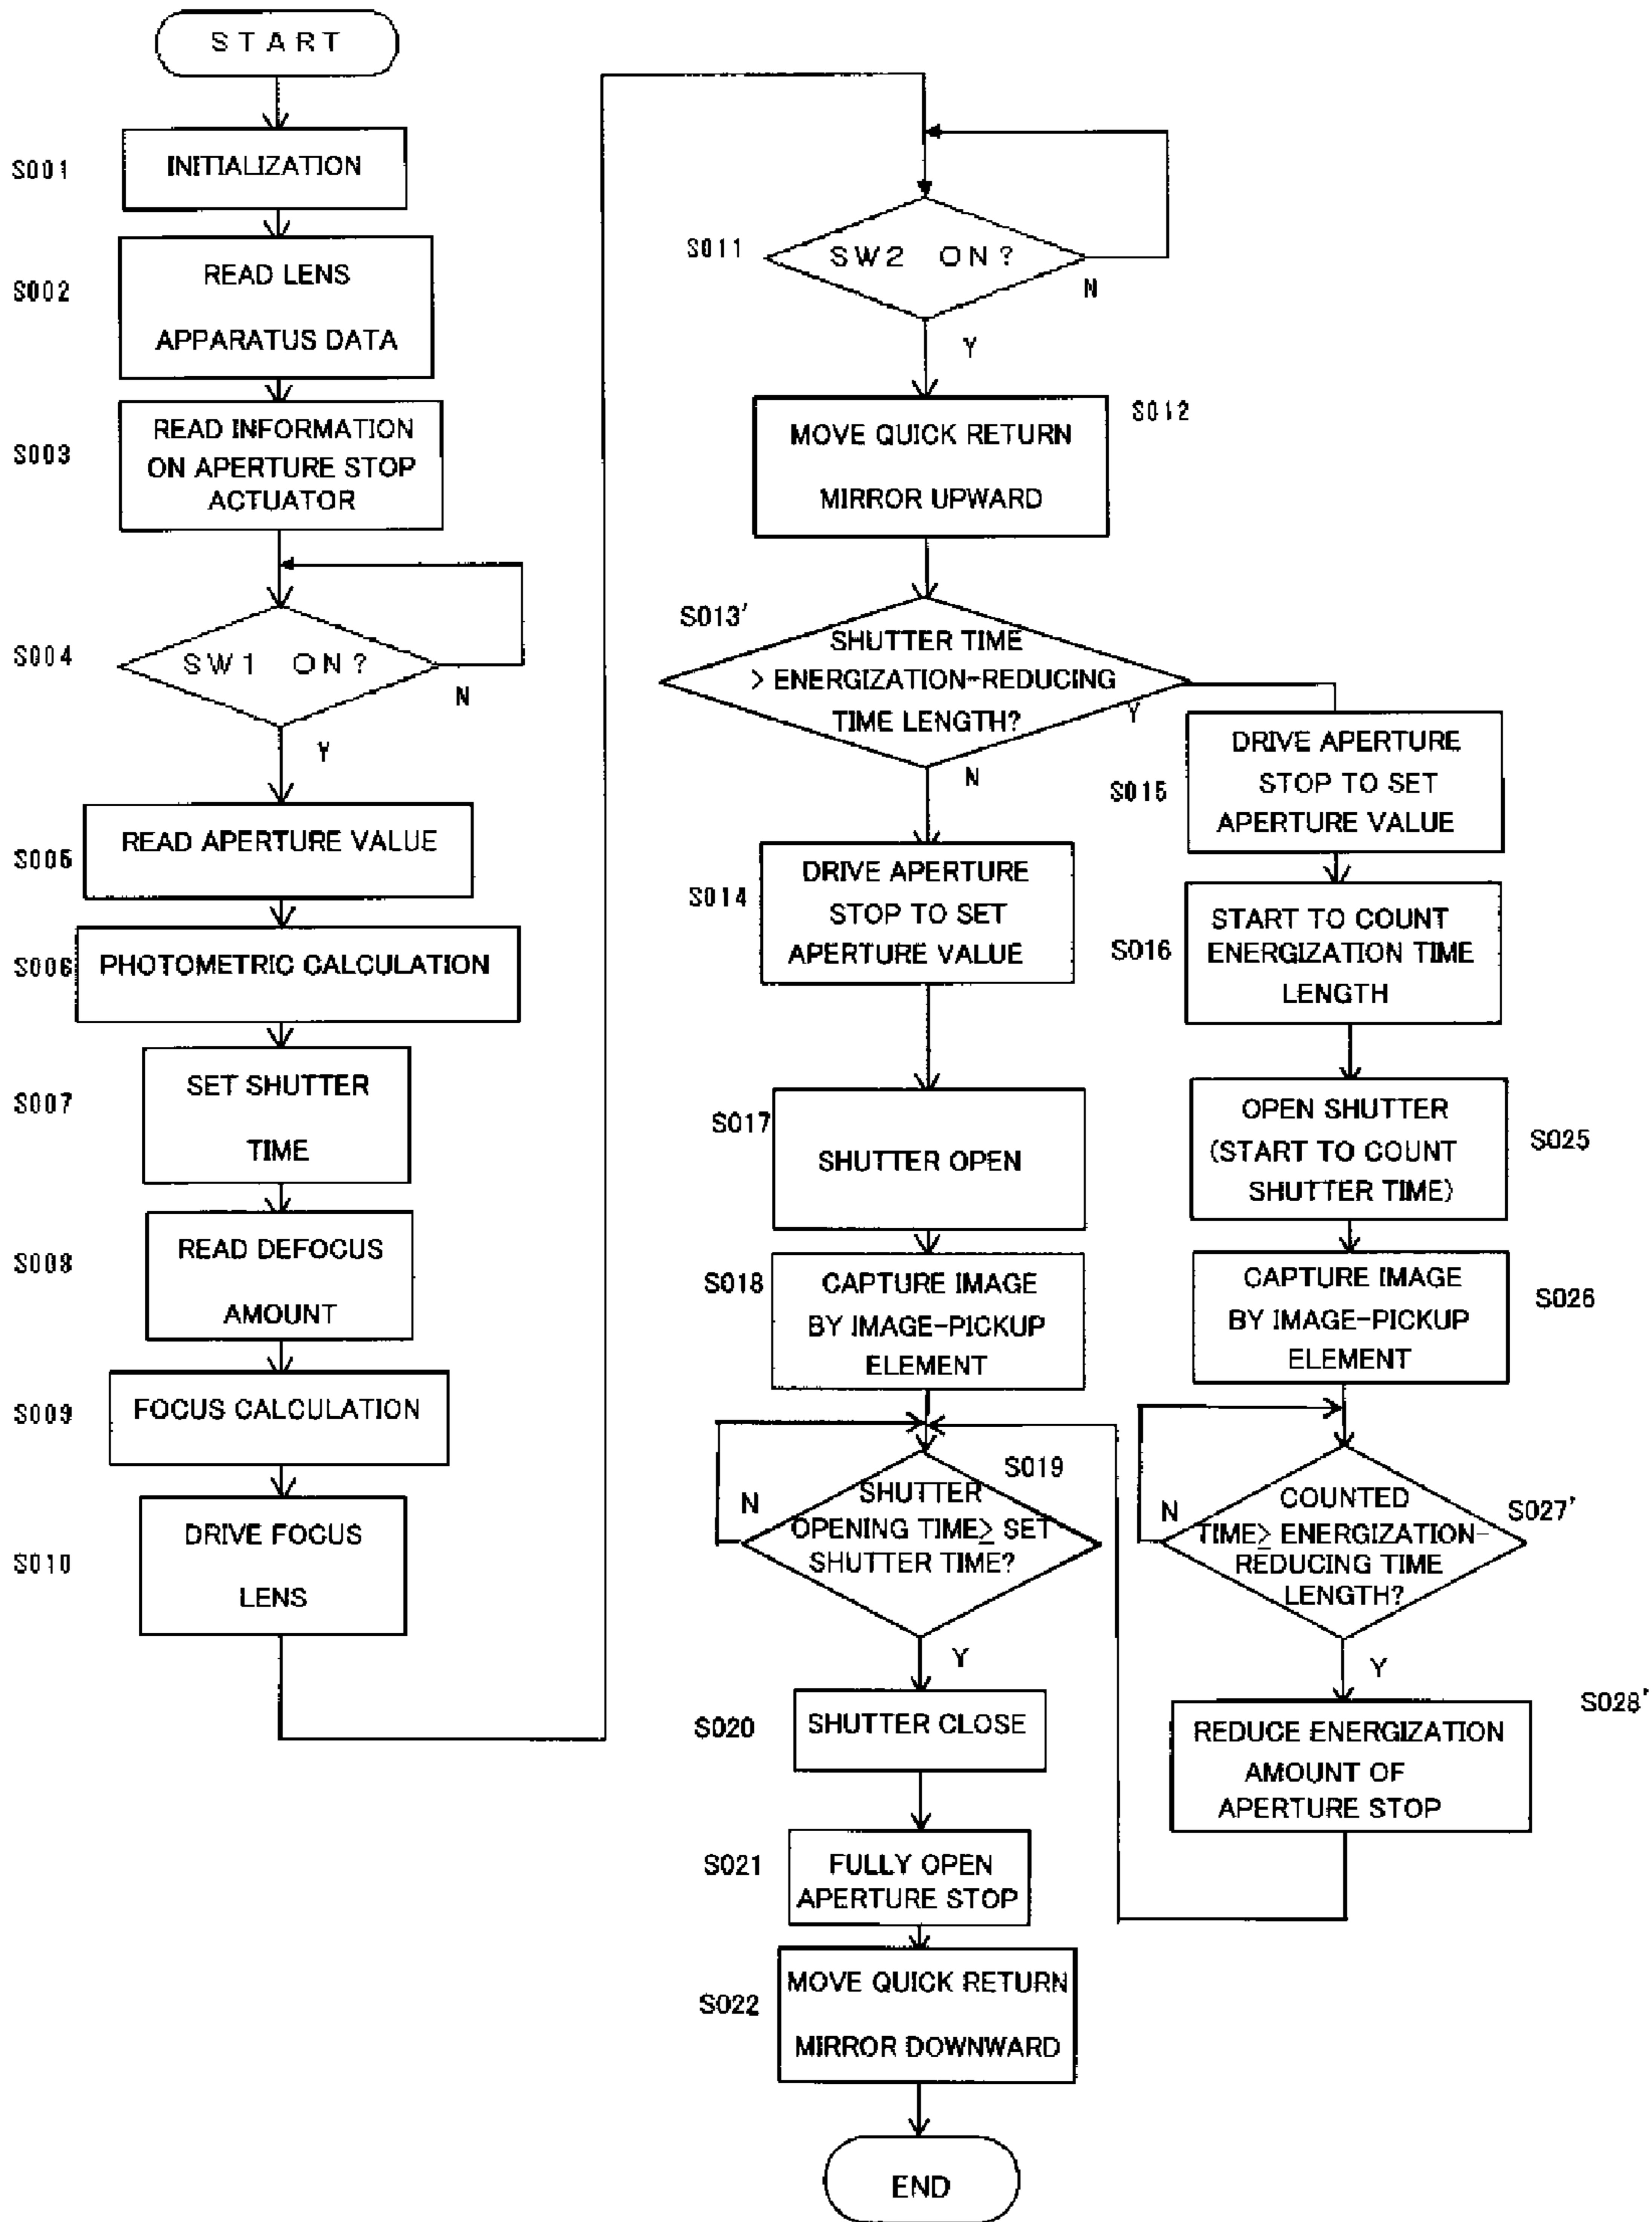 START
S001
INITIALIZATION
S002
READ LENS
APPARATUS DATA
S003
READ INFORMATION
ON APERTURE STOP
ACTUATOR
S004
SW1 ON?
N
Y
S005
READ APERTURE VALUE
S006
PHOTOMETRIC CALCULATION
S007
SET SHUTTER
TIME
S008
READ DEFOCUS
AMOUNT
S009
FOCUS CALCULATION
S010
DRIVE FOCUS
LENS
S011
SW2 ON?
N
Y
S012
MOVE QUICK RETURN
MIRROR UPWARD
S013'
SHUTTER TIME
> ENERGIZATION-REDUCING
TIME LENGTH?
Y
N
S014
DRIVE APERTURE
STOP TO SET
APERTURE VALUE
S017
SHUTTER OPEN
S018
CAPTURE IMAGE
BY IMAGE-PICKUP
ELEMENT
S019
N
SHUTTER
OPENING TIME≧ SET
SHUTTER TIME?
Y
S020
SHUTTER CLOSE
S021
FULLY OPEN
APERTURE STOP
S022
MOVE QUICK RETURN
MIRROR DOWNWARD
END
S015
DRIVE APERTURE
STOP TO SET
APERTURE VALUE
S016
START TO COUNT
ENERGIZATION TIME
LENGTH
S025
OPEN SHUTTER
(START TO COUNT
SHUTTER TIME)
S026
CAPTURE IMAGE
BY IMAGE-PICKUP
ELEMENT
S027'
N
COUNTED
TIME≧ ENERGIZATION-
REDUCING TIME
LENGTH?
Y
S028'
REDUCE ENERGIZATION
AMOUNT OF
APERTURE STOP